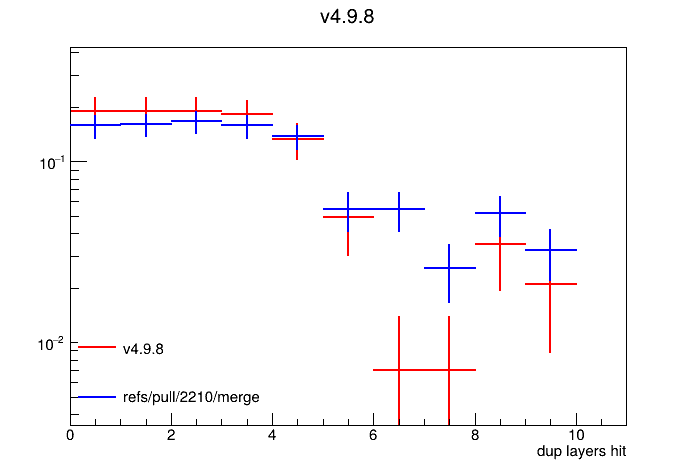 v4.9.8
10⁻¹
10⁻²
v4.9.8
refs/pull/2210/merge
0 2 4 6 8 10
dup layers hit